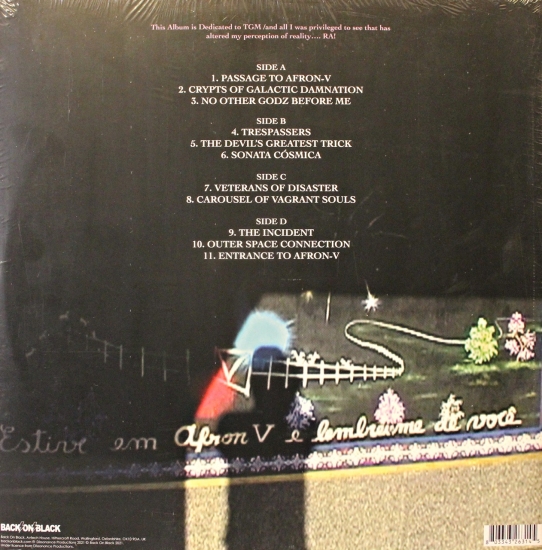 This Album is Dedicated to TGM /and all I was privileged to see that has
altered my perception of reality.... RA!
SIDE A
1. PASSAGE TO AFRON-V
2. CRYPTS OF GALACTIC DAMNATION
3. NO OTHER GODZ BEFORE ME
SIDE B
4. TRESPASSERS
5. THE DEVIL'S GREATEST TRICK
6. SONATA CÓSMICA
SIDE C
7. VETERANS OF DISASTER
8. CAROUSEL OF VAGRANT SOULS
SIDE D
9. THE INCIDENT
10. OUTER SPACE CONNECTION
11. ENTRANCE TO AFRON-V
Estive em Afron V e lembreime de você
BACK ON BLACK